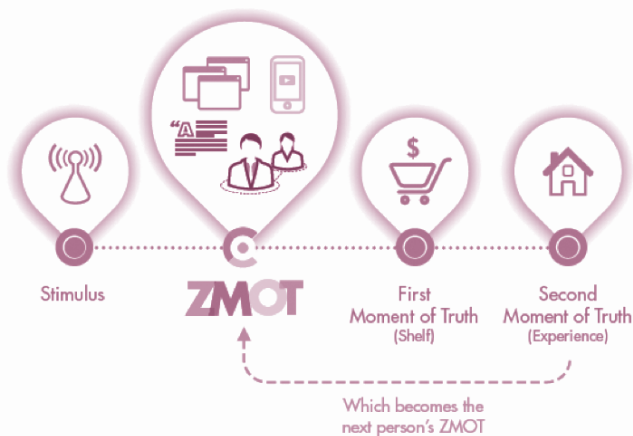 “A
$
Stimulus
ZMOT
First
Moment of Truth
(Shelf)
Second
Moment of Truth
(Experience)
Which becomes the
next person’s ZMOT